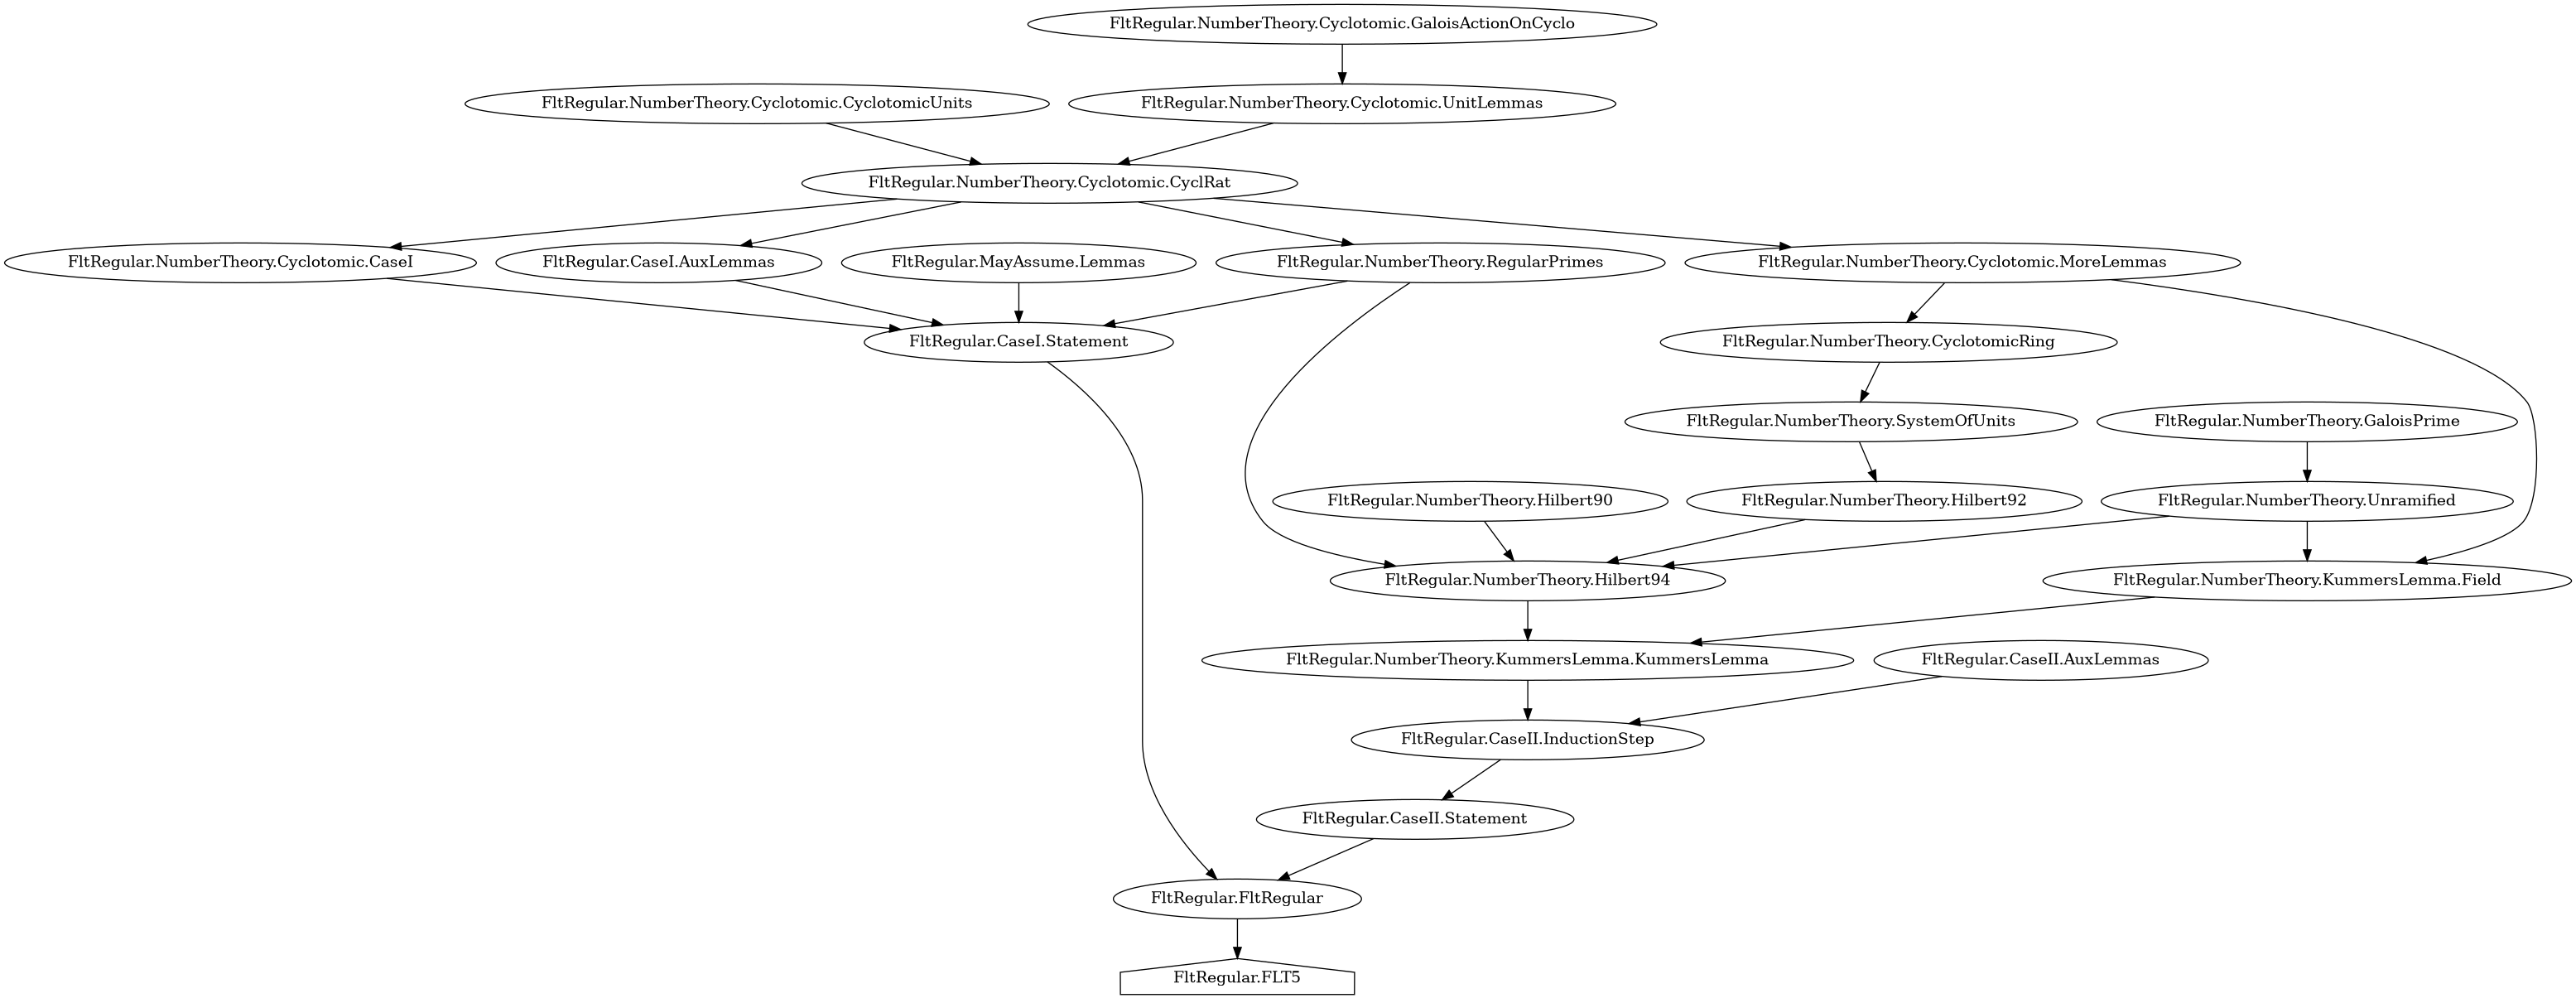 FltRegular.NumberTheory.Cyclotomic.GaloisActionOnCyclo
FltRegular.NumberTheory.Cyclotomic.CyclotomicUnits
FltRegular.NumberTheory.Cyclotomic.UnitLemmas
FltRegular.NumberTheory.Cyclotomic.CyclRat
FltRegular.NumberTheory.Cyclotomic.CaseI
FltRegular.CaseI.AuxLemmas
FltRegular.MayAssume.Lemmas
FltRegular.NumberTheory.RegularPrimes
FltRegular.NumberTheory.Cyclotomic.MoreLemmas
FltRegular.CaseI.Statement
FltRegular.NumberTheory.CyclotomicRing
FltRegular.NumberTheory.SystemOfUnits
FltRegular.NumberTheory.GaloisPrime
FltRegular.NumberTheory.Hilbert90
FltRegular.NumberTheory.Hilbert92
FltRegular.NumberTheory.Unramified
FltRegular.NumberTheory.Hilbert94
FltRegular.NumberTheory.KummersLemma.Field
FltRegular.NumberTheory.KummersLemma.KummersLemma
FltRegular.CaseII.AuxLemmas
FltRegular.CaseII.InductionStep
FltRegular.CaseII.Statement
FltRegular.FltRegular
FltRegular.FLT5